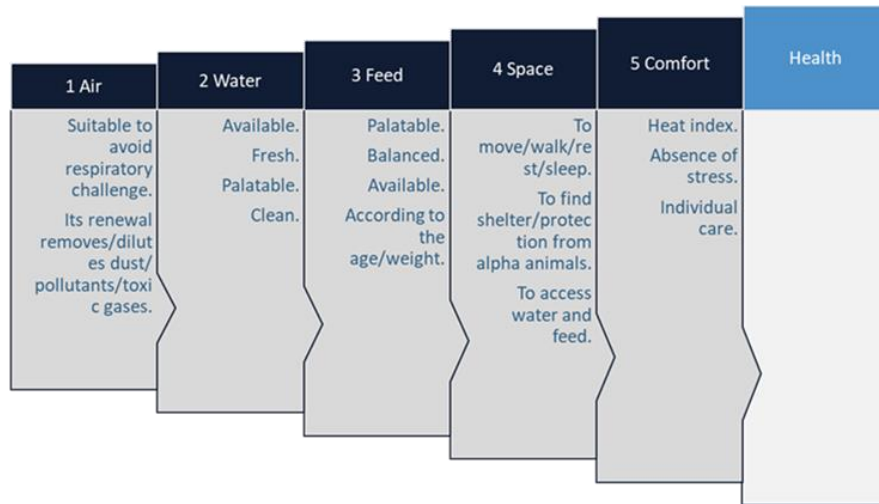 1 Air
Suitable to
avoid
respiratory
challenge.
Its renewal
removes/dilut
es dust/
pollutants/toxi
c gases.
2 Water
Available.
Fresh.
Palatable.
Clean.
3 Feed
Palatable.
Balanced.
Available.
According to
the
age/weight.
4 Space
To
move/walk/re
st/sleep.
To find
shelter/protec
tion from
alpha animals.
To access
water and
feed.
5 Comfort
Heat index.
Absence of
stress.
Individual
care.
Health